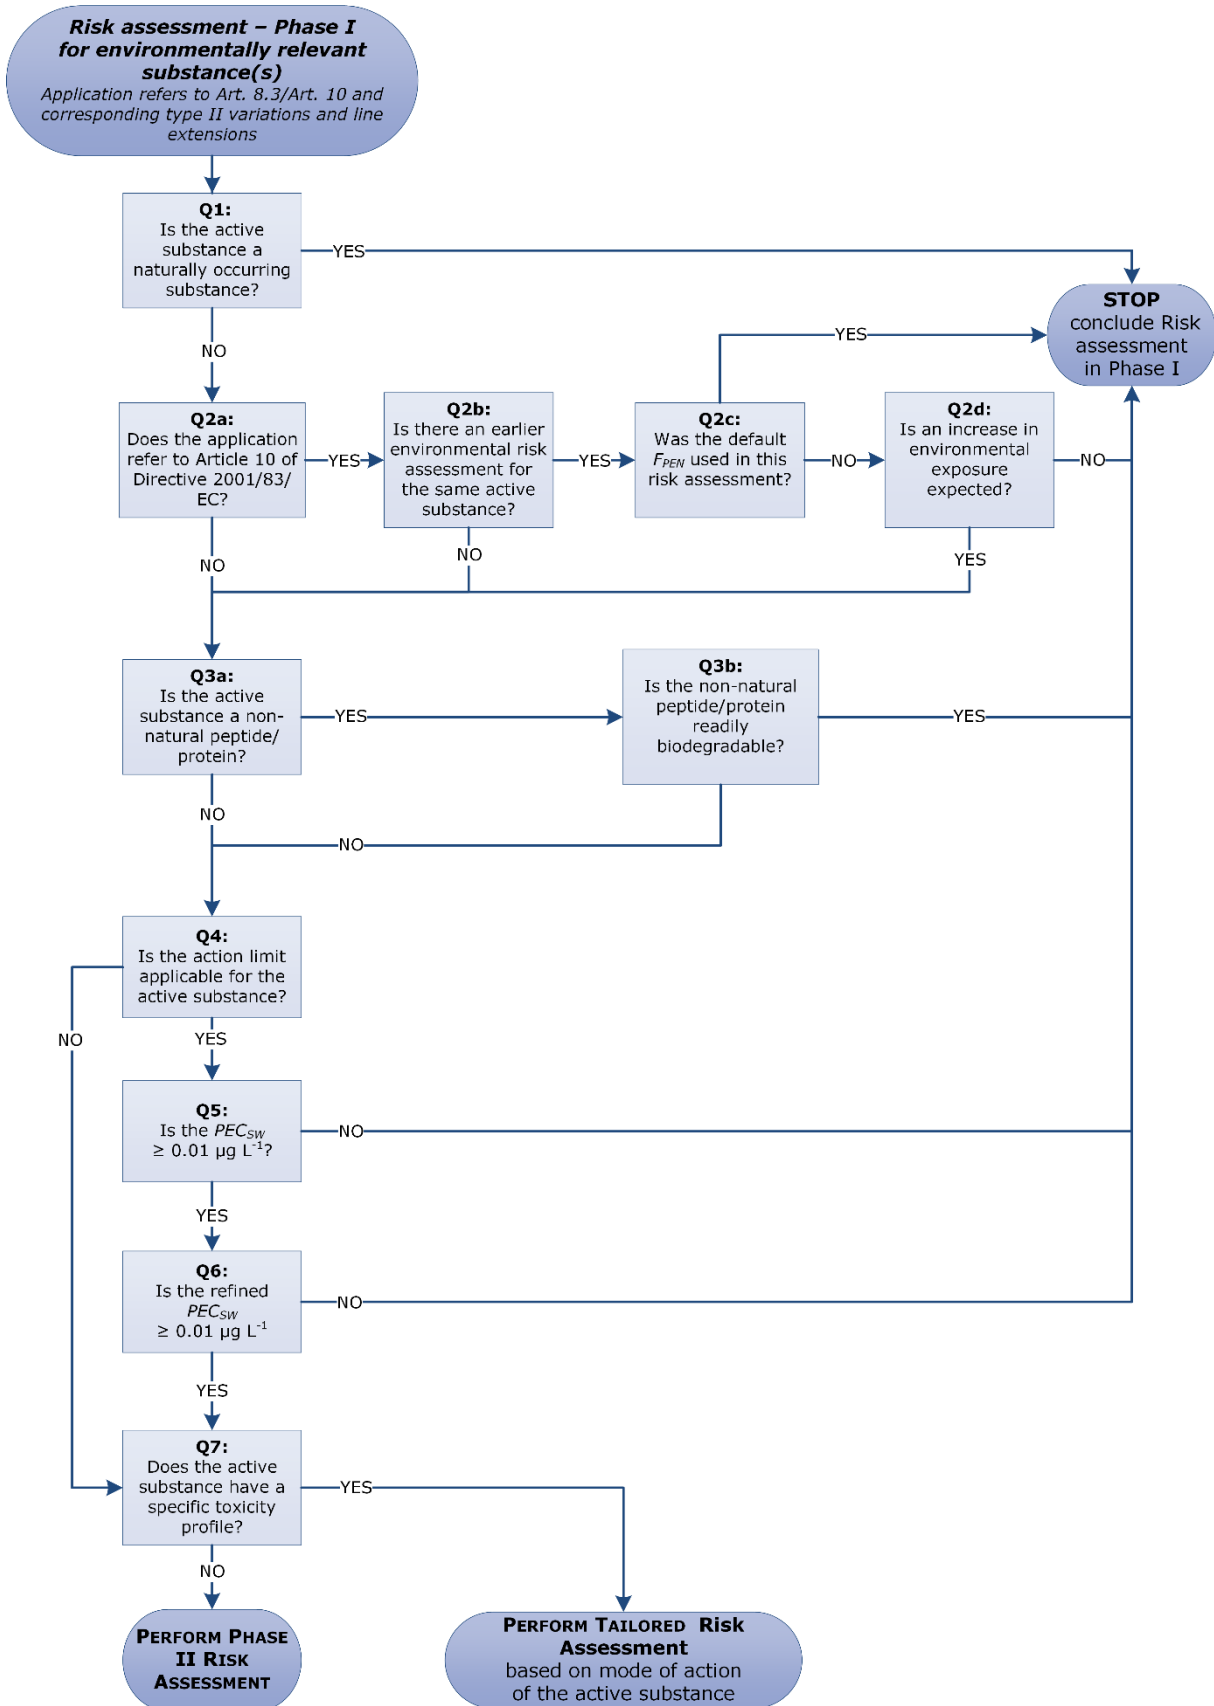 Risk assessment – Phase I
for environmentally relevant
substance(s)
Application refers to Art. 8.3/Art. 10 and
corresponding type II variations and line
extensions
Q1:
Is the active
substance a
naturally occurring
substance?
YES
NO
STOP
conclude Risk
assessment
in Phase I
YES
Q2a:
Does the application
refer to Article 10 of
Directive 2001/83/
EC?
YES
Q2b:
Is there an earlier
environmental risk
assessment for
the same active
substance?
YES
Q2c:
Was the default
F_PEN used in this
risk assessment?
NO
Q2d:
Is an increase in
environmental
exposure
expected?
NO
NO
NO
YES
Q3a:
Is the active
substance a non-
natural peptide/
protein?
YES
Q3b:
Is the non-natural
peptide/protein
readily
biodegradable?
YES
NO
NO
Q4:
Is the action limit
applicable for the
active substance?
NO
YES
Q5:
Is the PEC_SW
≥ 0.01 µg L⁻¹?
NO
YES
Q6:
Is the refined
PEC_SW
≥ 0.01 µg L⁻¹
NO
YES
Q7:
Does the active
substance have a
specific toxicity
profile?
YES
NO
PERFORM PHASE
II RISK
ASSESSMENT
PERFORM TAILORED Risk
Assessment
based on mode of action
of the active substance